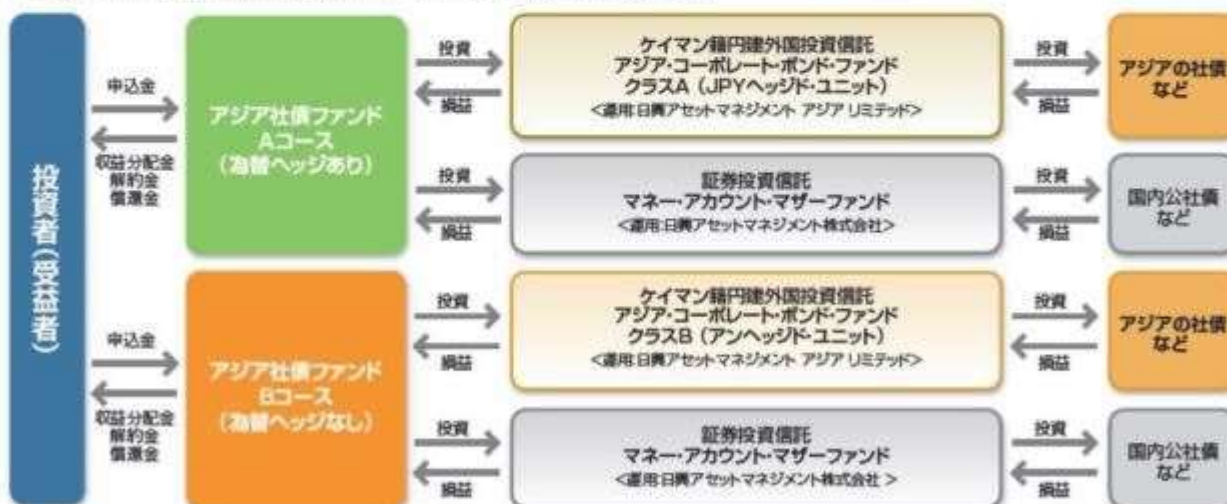 投資者(受益者)
申込金
収益分配金
解約金
償還金
アジア社債ファンド
Aコース
(為替ヘッジあり)
投資
損益
ケイマン籍円建外国投資信託
アジア・コーポレート・ボンド・ファンド
クラスA(JPYヘッジド・ユニット)
<運用:日興アセットマネジメント アジア リミテッド>
投資
損益
アジアの社債
など
投資
損益
証券投資信託
マネー・アカウント・マザーファンド
<運用:日興アセットマネジメント株式会社>
投資
損益
国内公社債
など
申込金
収益分配金
解約金
償還金
アジア社債ファンド
Bコース
(為替ヘッジなし)
投資
損益
ケイマン籍円建外国投資信託
アジア・コーポレート・ボンド・ファンド
クラスB(アンヘッジド・ユニット)
<運用:日興アセットマネジメント アジア リミテッド>
投資
損益
アジアの社債
など
投資
損益
証券投資信託
マネー・アカウント・マザーファンド
<運用:日興アセットマネジメント株式会社 >
投資
損益
国内公社債
など